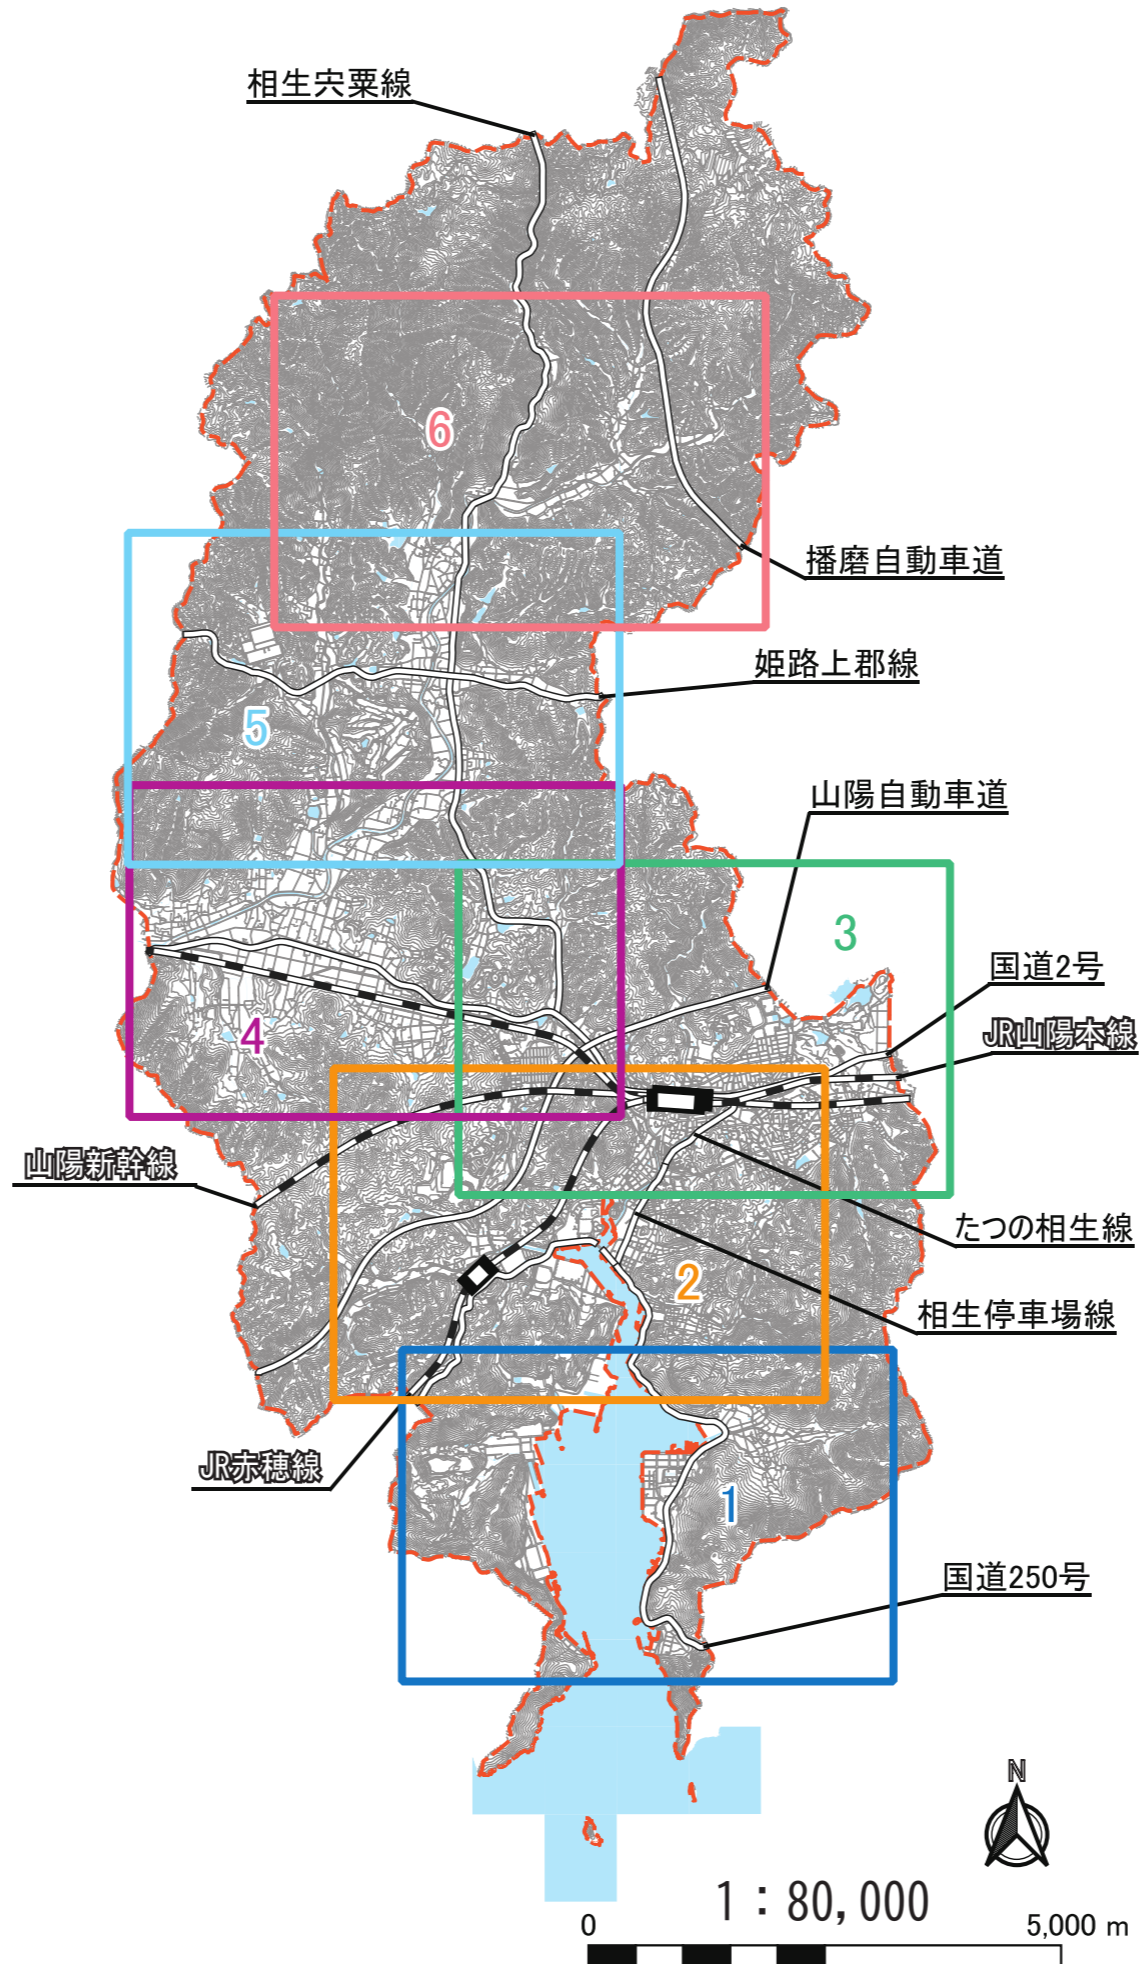 相生宍粟線
6
播磨自動車道
姫路上郡線
5
山陽自動車道
3
国道2号
JR山陽本線
4
山陽新幹線
たつの相生線
2
相生停車場線
JR赤穂線
1
国道250号
N
1：80,000
0 5,000 m